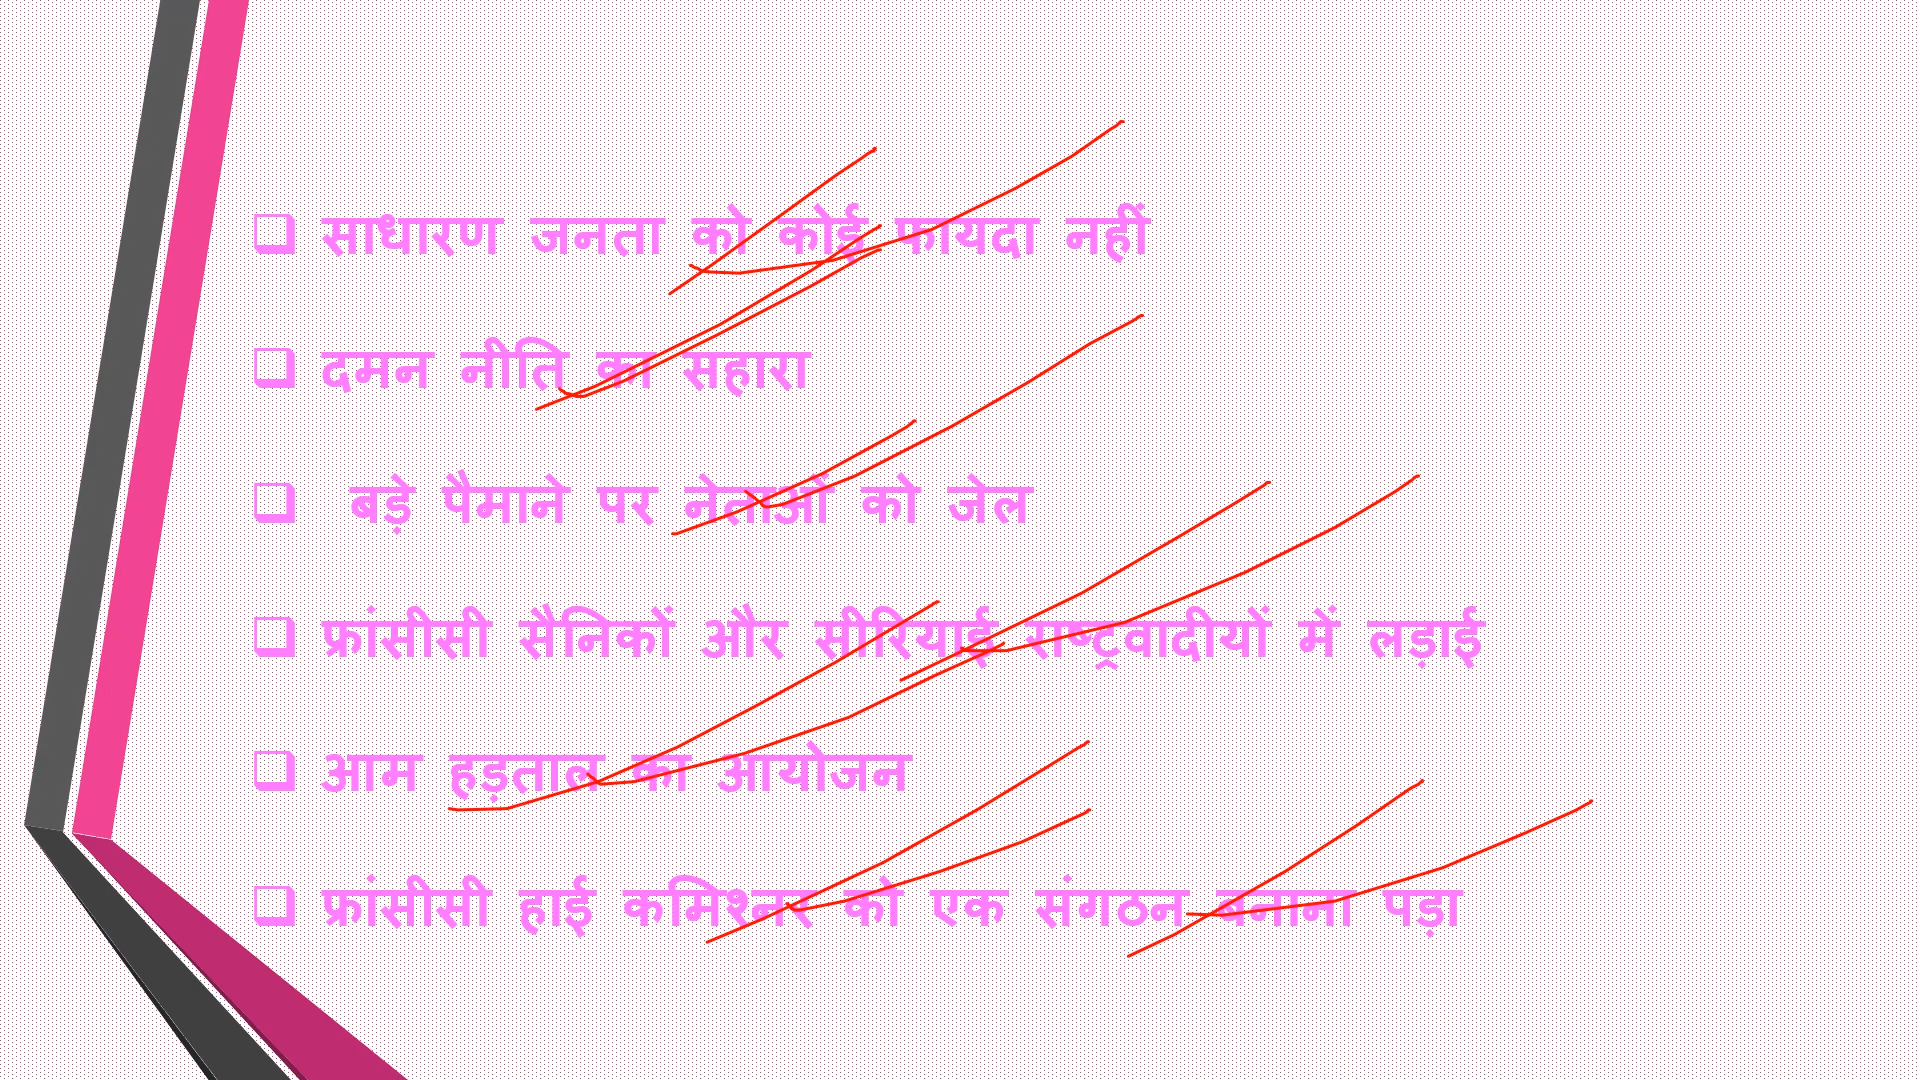 साधारण जनता को कोई फायदा नहीं
दमन नीति का सहारा
बड़े पैमाने पर नेताओं को जेल
फ्रांसीसी सैनिकों और सीरियाई राष्ट्रवादीयों में लड़ाई
आम हड़ताल का आयोजन
फ्रांसीसी हाई कमिश्नर को एक संगठन बनाना पड़ा